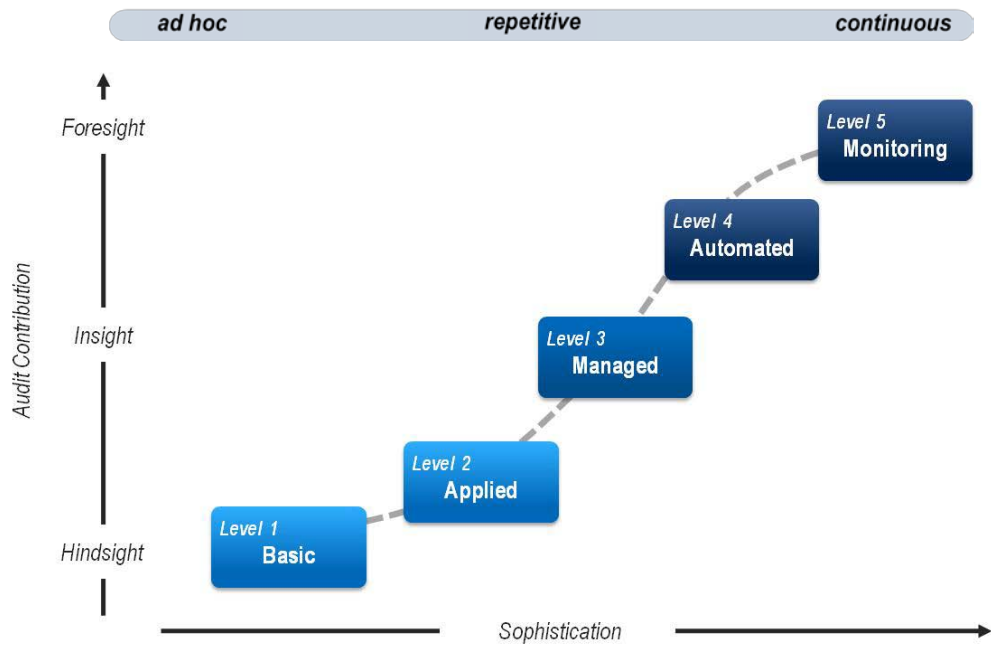 ad hoc repetitive continuous
Foresight
Level 5
Monitoring
Level 4
Automated
Audit Contribution
Insight
Level 3
Managed
Level 2
Applied
Level 1
Basic
Hindsight
Sophistication